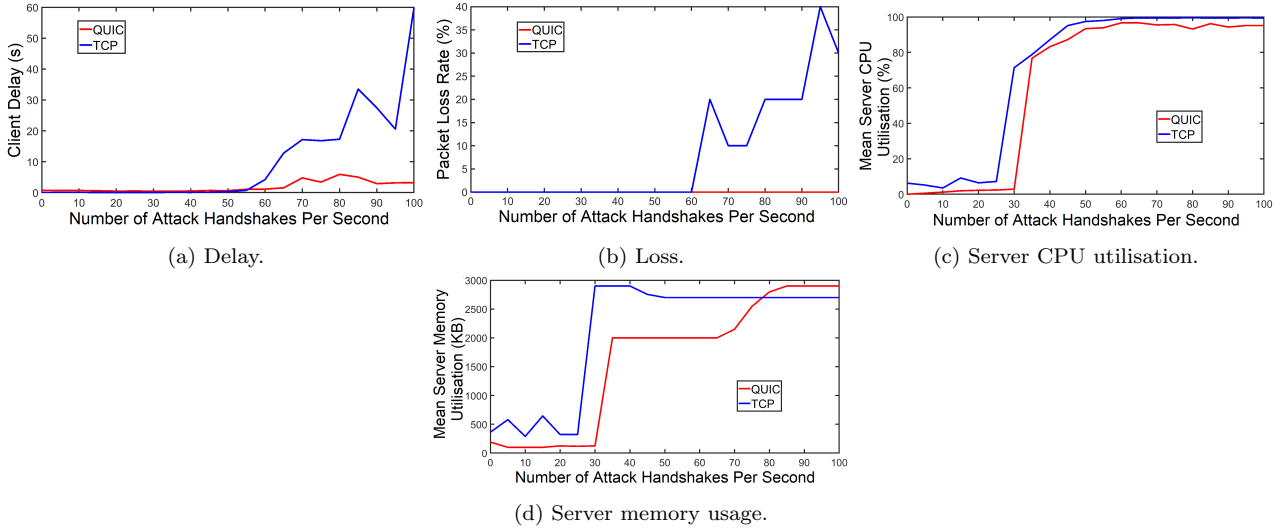 60
50
40
30
20
10
0
Client Delay (s)
QUIC
TCP
0 10 20 30 40 50 60 70 80 90 100
Number of Attack Handshakes Per Second
(a) Delay.
40
35
30
25
20
15
10
5
0
Packet Loss Rate (%)
QUIC
TCP
0 10 20 30 40 50 60 70 80 90 100
Number of Attack Handshakes Per Second
(b) Loss.
100
80
60
40
20
0
Mean Server CPU
Utilisation (%)
QUIC
TCP
0 10 20 30 40 50 60 70 80 90 100
Number of Attack Handshakes Per Second
(c) Server CPU utilisation.
3000
2500
2000
1500
1000
500
0
Mean Server Memory
Utilisation (KB)
QUIC
TCP
0 10 20 30 40 50 60 70 80 90 100
Number of Attack Handshakes Per Second
(d) Server memory usage.